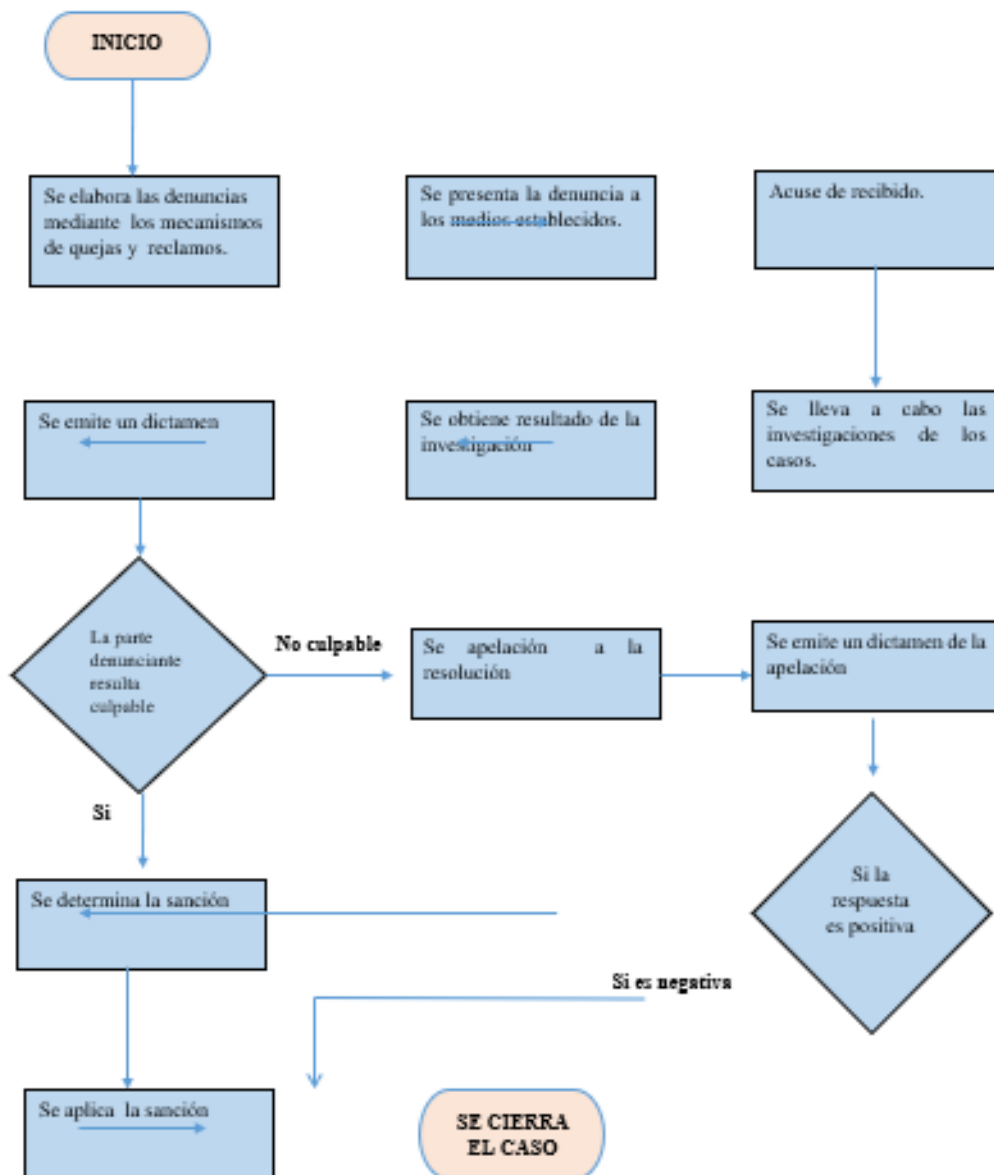 INICIO
Se elabora las denuncias
mediante los mecanismos
de quejas y reclamos.
Se presenta la denuncia a
los medios establecidos.
Acuse de recibido.
Se emite un dictamen
Se obtiene resultado de la
investigación
Se lleva a cabo las
investigaciones de los
casos.
La parte
denunciante
resulta
culpable
No culpable
Se apelación a la
resolución
Se emite un dictamen de la
apelación
Si
Se determina la sanción
Si la
respuesta
es positiva
Si es negativa
Se aplica la sanción
SE CIERRA
EL CASO